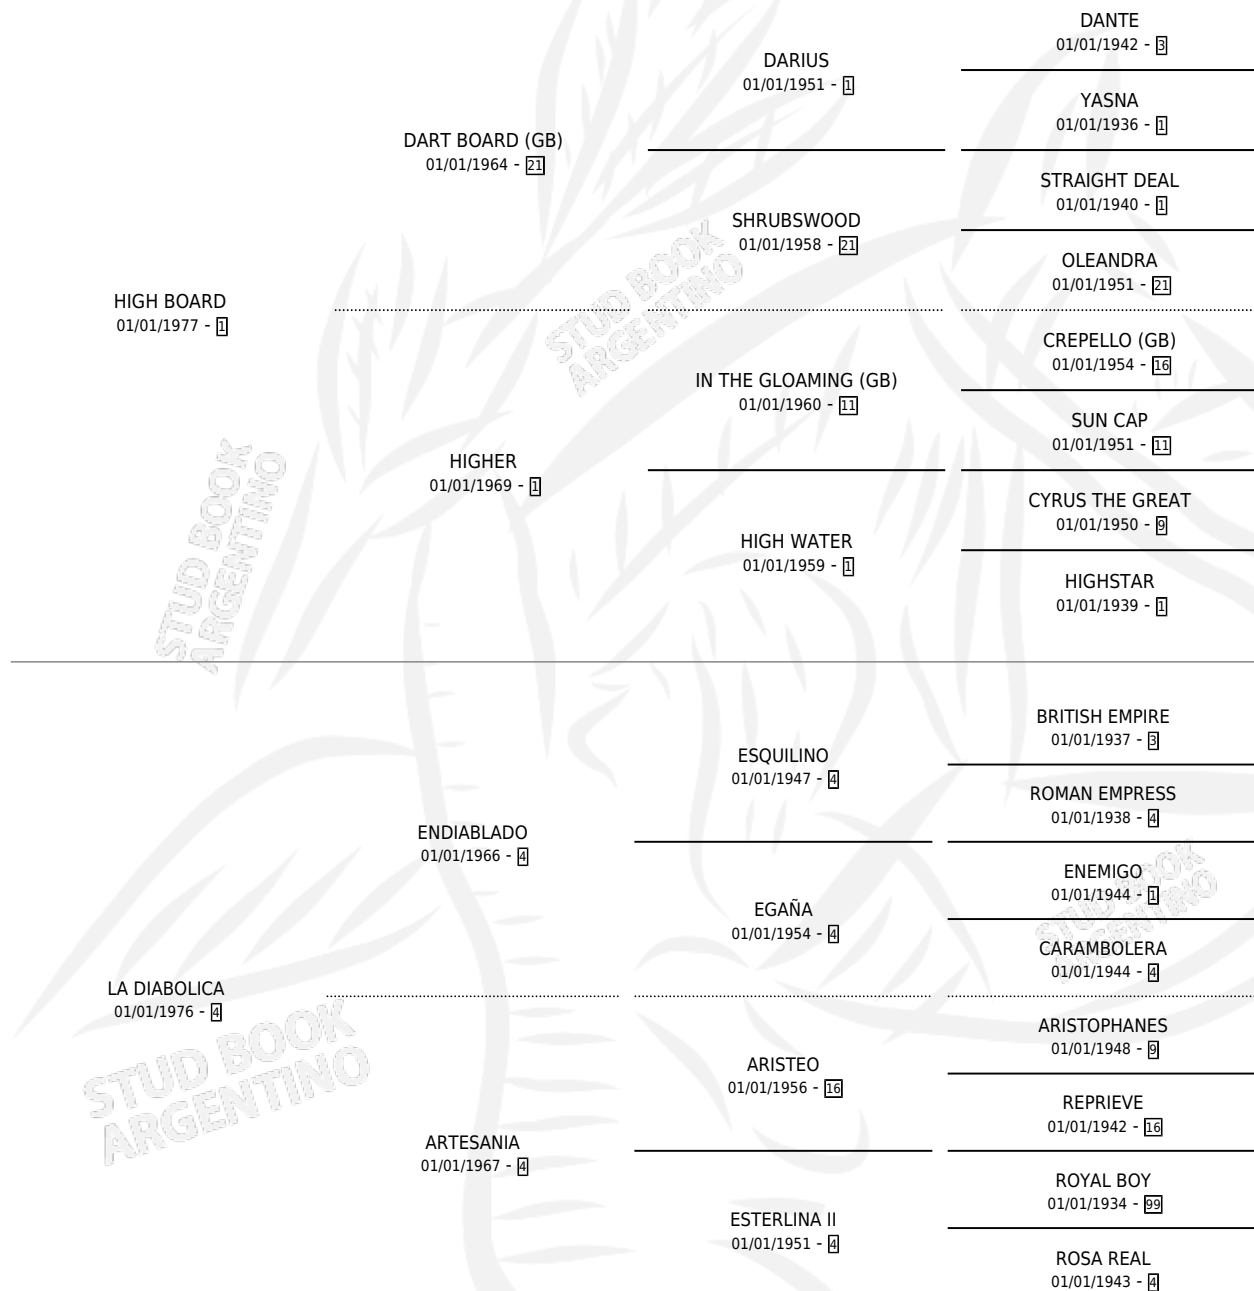 DANTE
01/01/1942 - 3
DARIUS
01/01/1951 - 1
YASNA
01/01/1936 - 1
DART BOARD (GB)
01/01/1964 - 21
STRAIGHT DEAL
01/01/1940 - 1
SHRUBSWOOD
01/01/1958 - 21
OLEANDRA
01/01/1951 - 21
HIGH BOARD
01/01/1977 - 1
CREPELLO (GB)
01/01/1954 - 16
IN THE GLOAMING (GB)
01/01/1960 - 11
SUN CAP
01/01/1951 - 11
HIGHER
01/01/1969 - 1
CYRUS THE GREAT
01/01/1950 - 9
HIGH WATER
01/01/1959 - 1
HIGHSTAR
01/01/1939 - 1
BRITISH EMPIRE
01/01/1937 - 3
ESQUILINO
01/01/1947 - 4
ROMAN EMPRESS
01/01/1938 - 4
ENDIABLADO
01/01/1966 - 4
ENEMIGO
01/01/1944 - 1
EGAÑA
01/01/1954 - 4
CARAMBOLERA
01/01/1944 - 4
LA DIABOLICA
01/01/1976 - 4
ARISTOPHANES
01/01/1948 - 9
ARISTEO
01/01/1956 - 16
REPRIEVE
01/01/1942 - 16
ARTESANIA
01/01/1967 - 4
ROYAL BOY
01/01/1934 - 99
ESTERLINA II
01/01/1951 - 4
ROSA REAL
01/01/1943 - 4
STUD BOOK
ARGENTINO
STUD BOOK
ARGENTINO
STUD BOOK
ARGENTINO
STUD BOOK
ARGENTINO